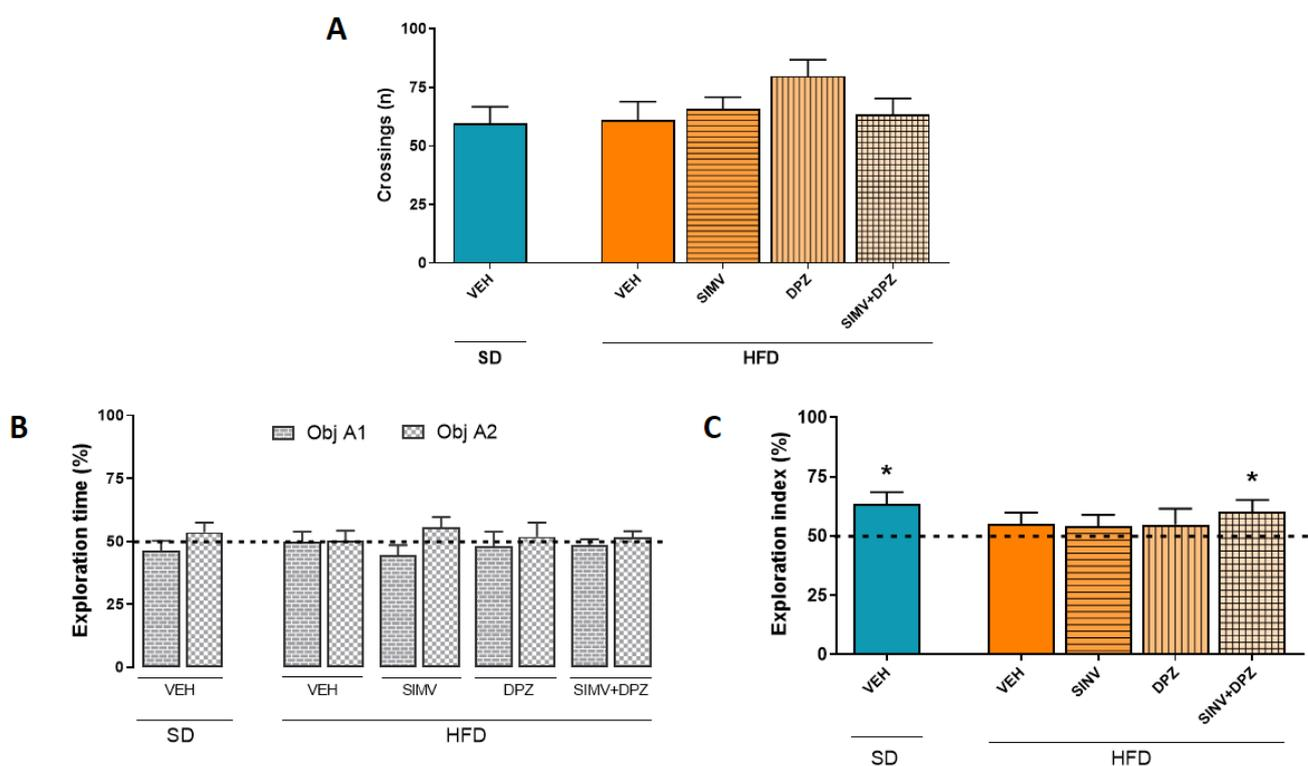 A
Crossings (n)
100
75
50
25
0
VEH
VEH
SIMV
DPZ
SIMV+DPZ
SD
HFD
B
Exploration time (%)
100
75
50
25
0
Obj A1
Obj A2
VEH
VEH
SIMV
DPZ
SIMV+DPZ
SD
HFD
C
Exploration index (%)
100
75
50
25
0
*
*
VEH
VEH
SINV
DPZ
SINV+DPZ
SD
HFD